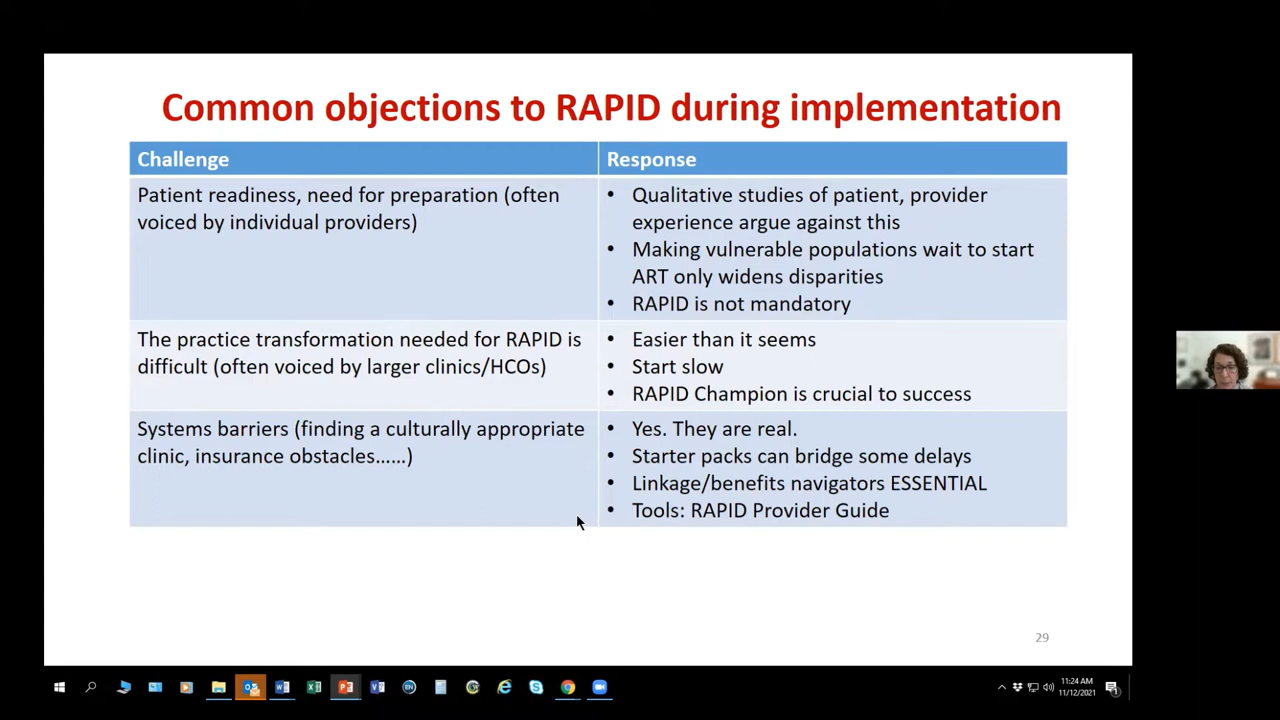 Common objections to RAPID during implementation
Challenge
Response
Patient readiness, need for preparation (often
voiced by individual providers)
• Qualitative studies of patient, provider
experience argue against this
• Making vulnerable populations wait to start
ART only widens disparities
• RAPID is not mandatory
The practice transformation needed for RAPID is
difficult (often voiced by larger clinics/HCOs)
• Easier than it seems
• Start slow
• RAPID Champion is crucial to success
Systems barriers (finding a culturally appropriate
clinic, insurance obstacles……)
• Yes. They are real.
• Starter packs can bridge some delays
• Linkage/benefits navigators ESSENTIAL
• Tools: RAPID Provider Guide
29
11:24 AM
11/12/2021